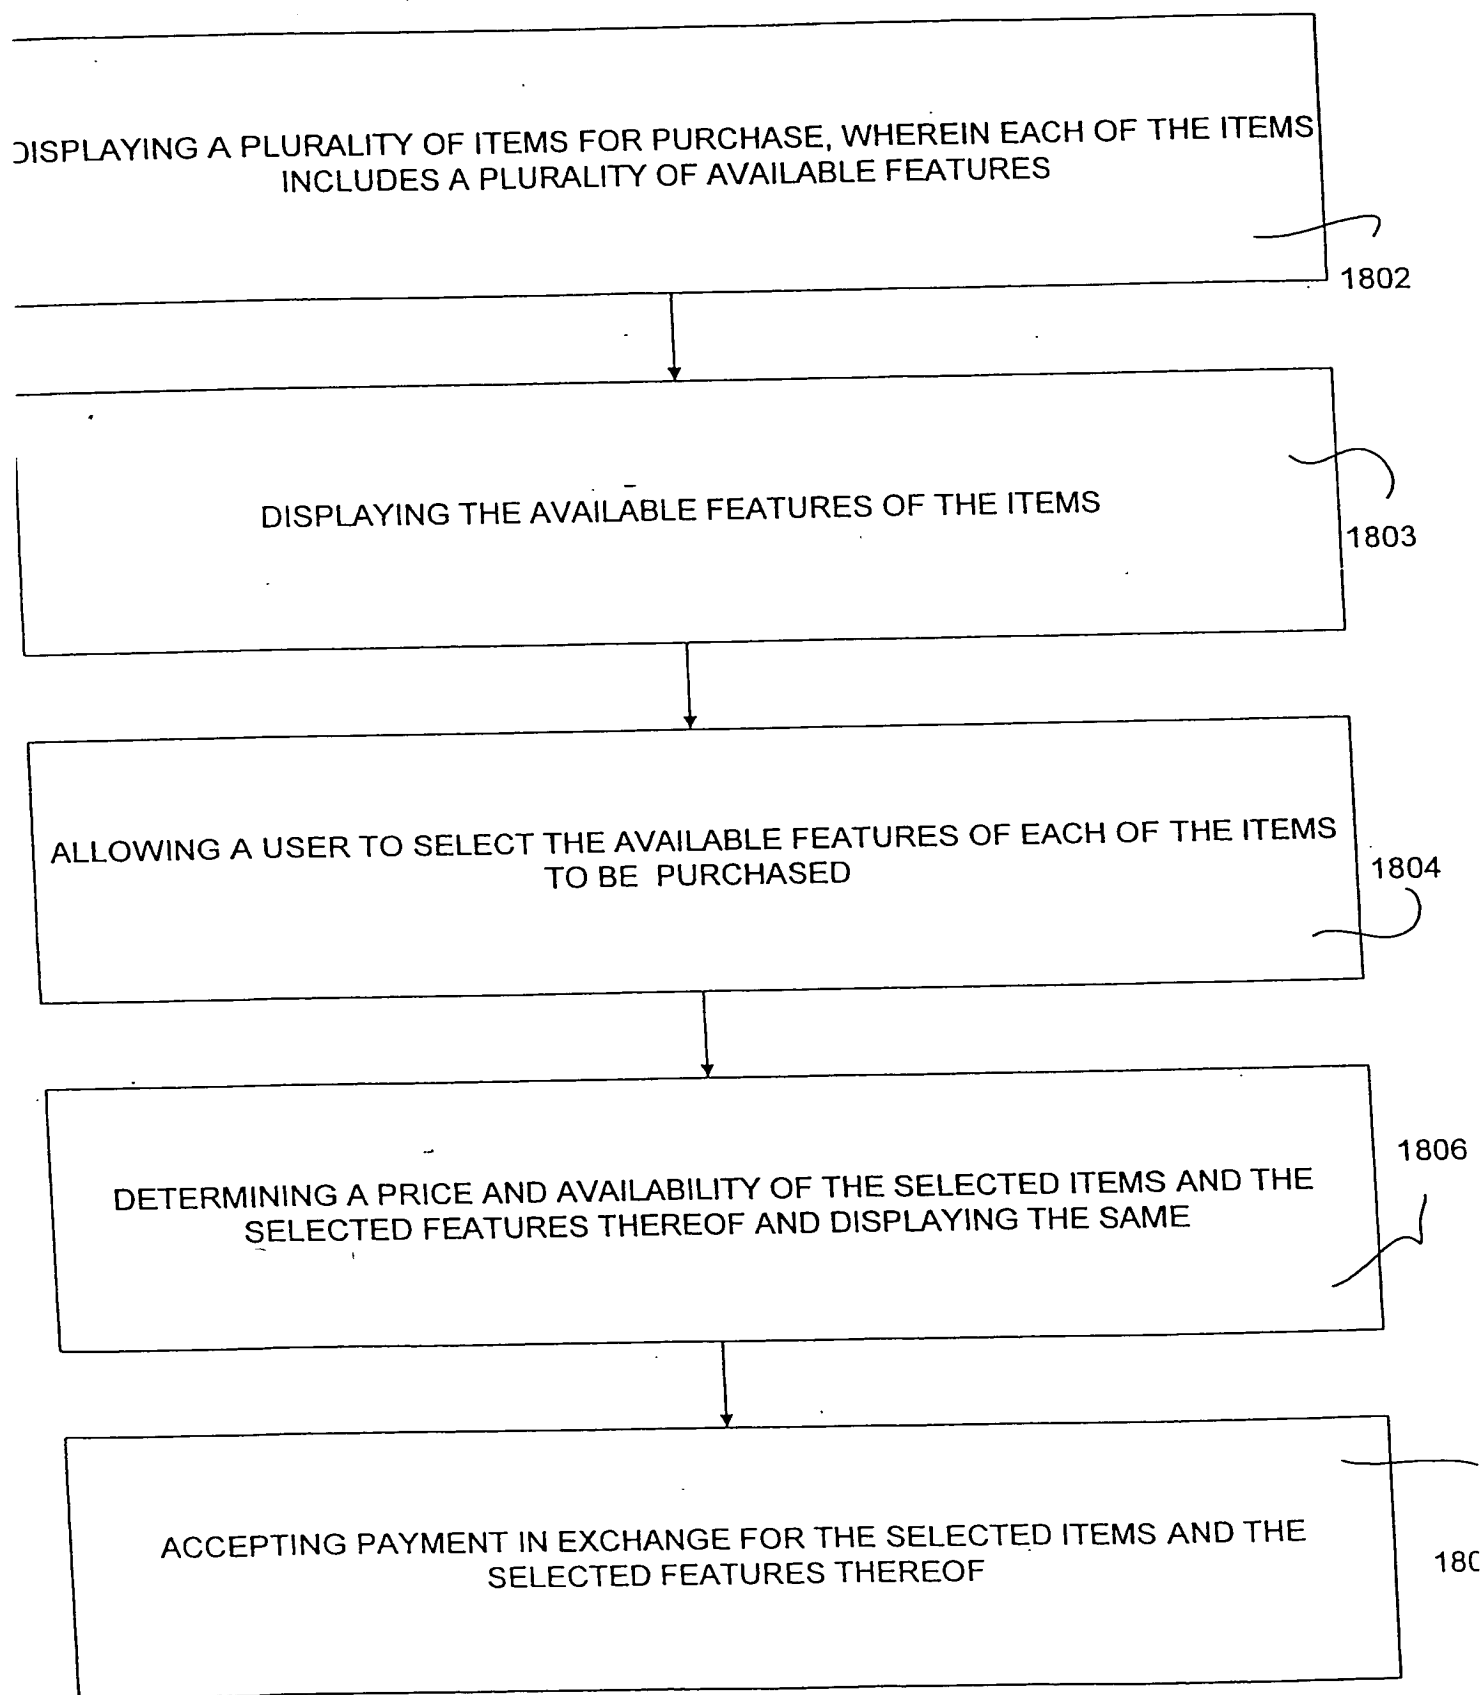 DISPLAYING A PLURALITY OF ITEMS FOR PURCHASE, WHEREIN EACH OF THE ITEMS
INCLUDES A PLURALITY OF AVAILABLE FEATURES
1802
DISPLAYING THE AVAILABLE FEATURES OF THE ITEMS
1803
ALLOWING A USER TO SELECT THE AVAILABLE FEATURES OF EACH OF THE ITEMS
TO BE PURCHASED
1804
DETERMINING A PRICE AND AVAILABILITY OF THE SELECTED ITEMS AND THE
SELECTED FEATURES THEREOF AND DISPLAYING THE SAME
1806
ACCEPTING PAYMENT IN EXCHANGE FOR THE SELECTED ITEMS AND THE
SELECTED FEATURES THEREOF